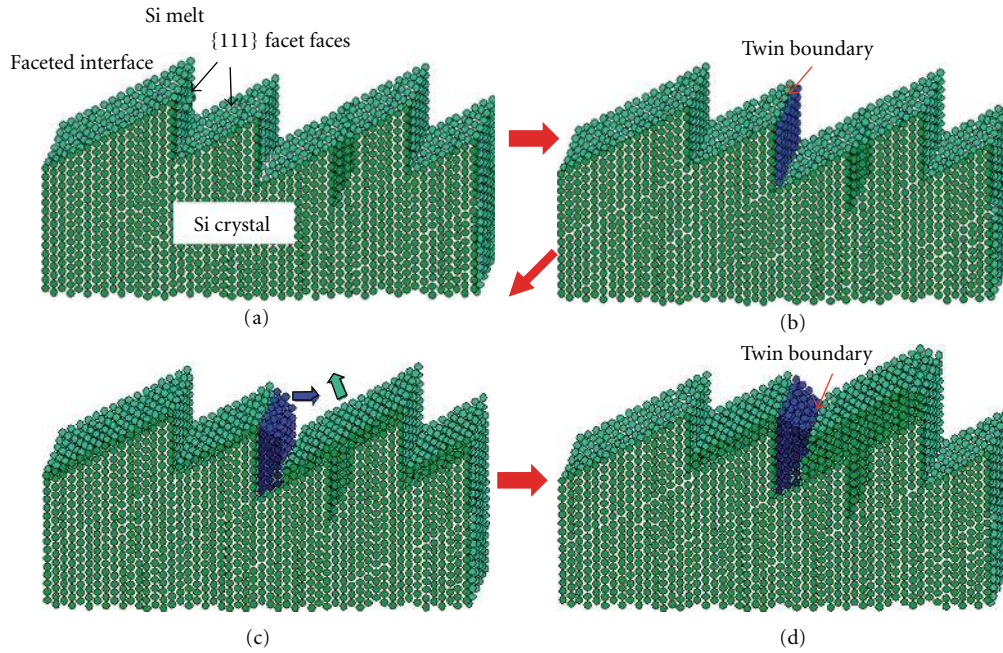 Si melt
{111} facet faces
Faceted interface
Si crystal
(a)
Twin boundary
(b)
(c)
Twin boundary
(d)